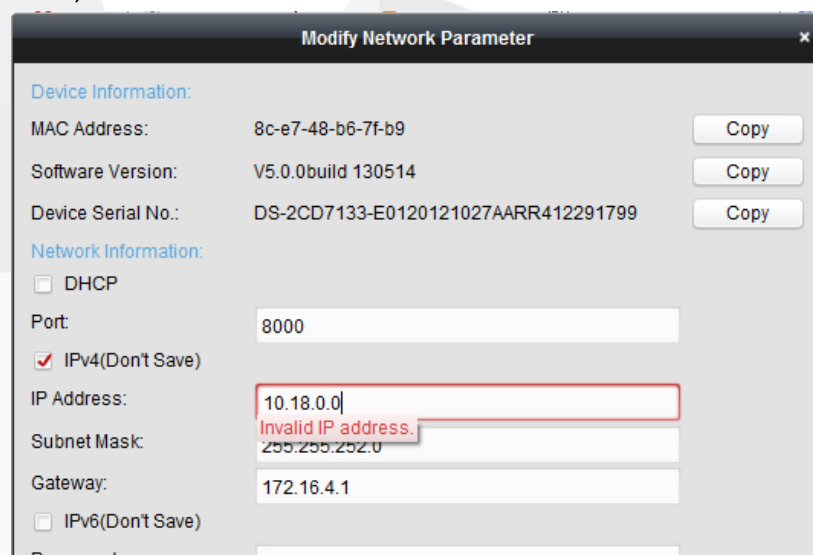 Modify Network Parameter ×
Device Information:
MAC Address: 8c-e7-48-b6-7f-b9 Copy
Software Version: V5.0.0build 130514 Copy
Device Serial No.: DS-2CD7133-E0120121027AARR412291799 Copy
Network Information:
DHCP
Port: 8000
IPv4(Don't Save)
IP Address: 10.18.0.0
Invalid IP address.
Subnet Mask: 255.255.252.0
Gateway: 172.16.4.1
IPv6(Don't Save)